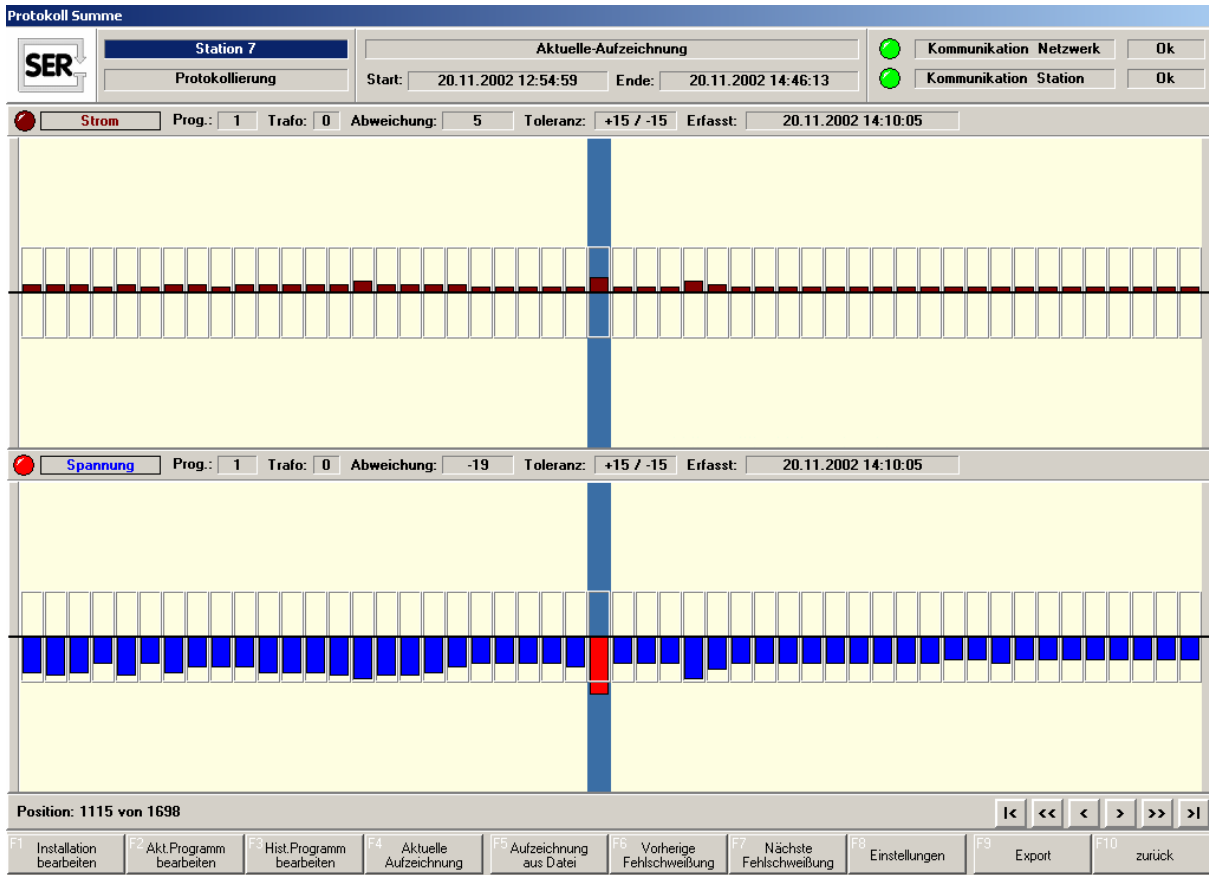 Protokoll Summe
SER
Station 7
Aktuelle-Aufzeichnung
Kommunikation Netzwerk Ok
Protokollierung
Start: 20.11.2002 12:54:59 Ende: 20.11.2002 14:46:13
Kommunikation Station Ok
Strom Prog.: 1 Trafo: 0 Abweichung: 5 Toleranz: +15 / -15 Erfasst: 20.11.2002 14:10:05
Spannung Prog.: 1 Trafo: 0 Abweichung: -19 Toleranz: +15 / -15 Erfasst: 20.11.2002 14:10:05
Position: 1115 von 1698
|< << < > >> >|
F1 Installation bearbeiten
F2 Akt.Programm bearbeiten
F3 Hist.Programm bearbeiten
F4 Aktuelle Aufzeichnung
F5 Aufzeichnung aus Datei
F6 Vorherige Fehlschweißung
F7 Nächste Fehlschweißung
F8 Einstellungen
F9 Export
F10 zurück